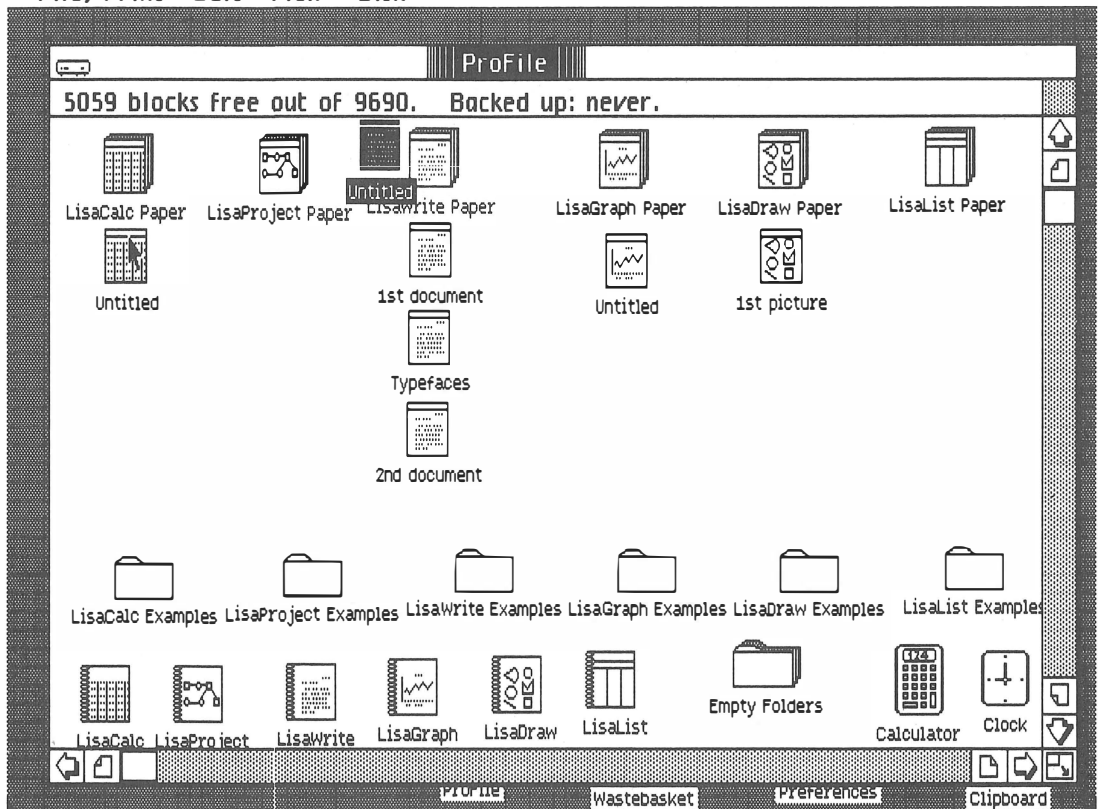 ProFile
5059 blocks free out of 9690. Backed up: never.
Untitled
LisaCalc Paper LisaProject Paper LisaWrite Paper LisaGraph Paper LisaDraw Paper LisaList Paper
Untitled 1st document Untitled 1st picture
Typefaces
2nd document
LisaCalc Examples LisaProject Examples LisaWrite Examples LisaGraph Examples LisaDraw Examples LisaList Examples
174
LisaCalc LisaProject LisaWrite LisaGraph LisaDraw LisaList Empty Folders Calculator Clock
ProFile Wastebasket Preferences Clipboard